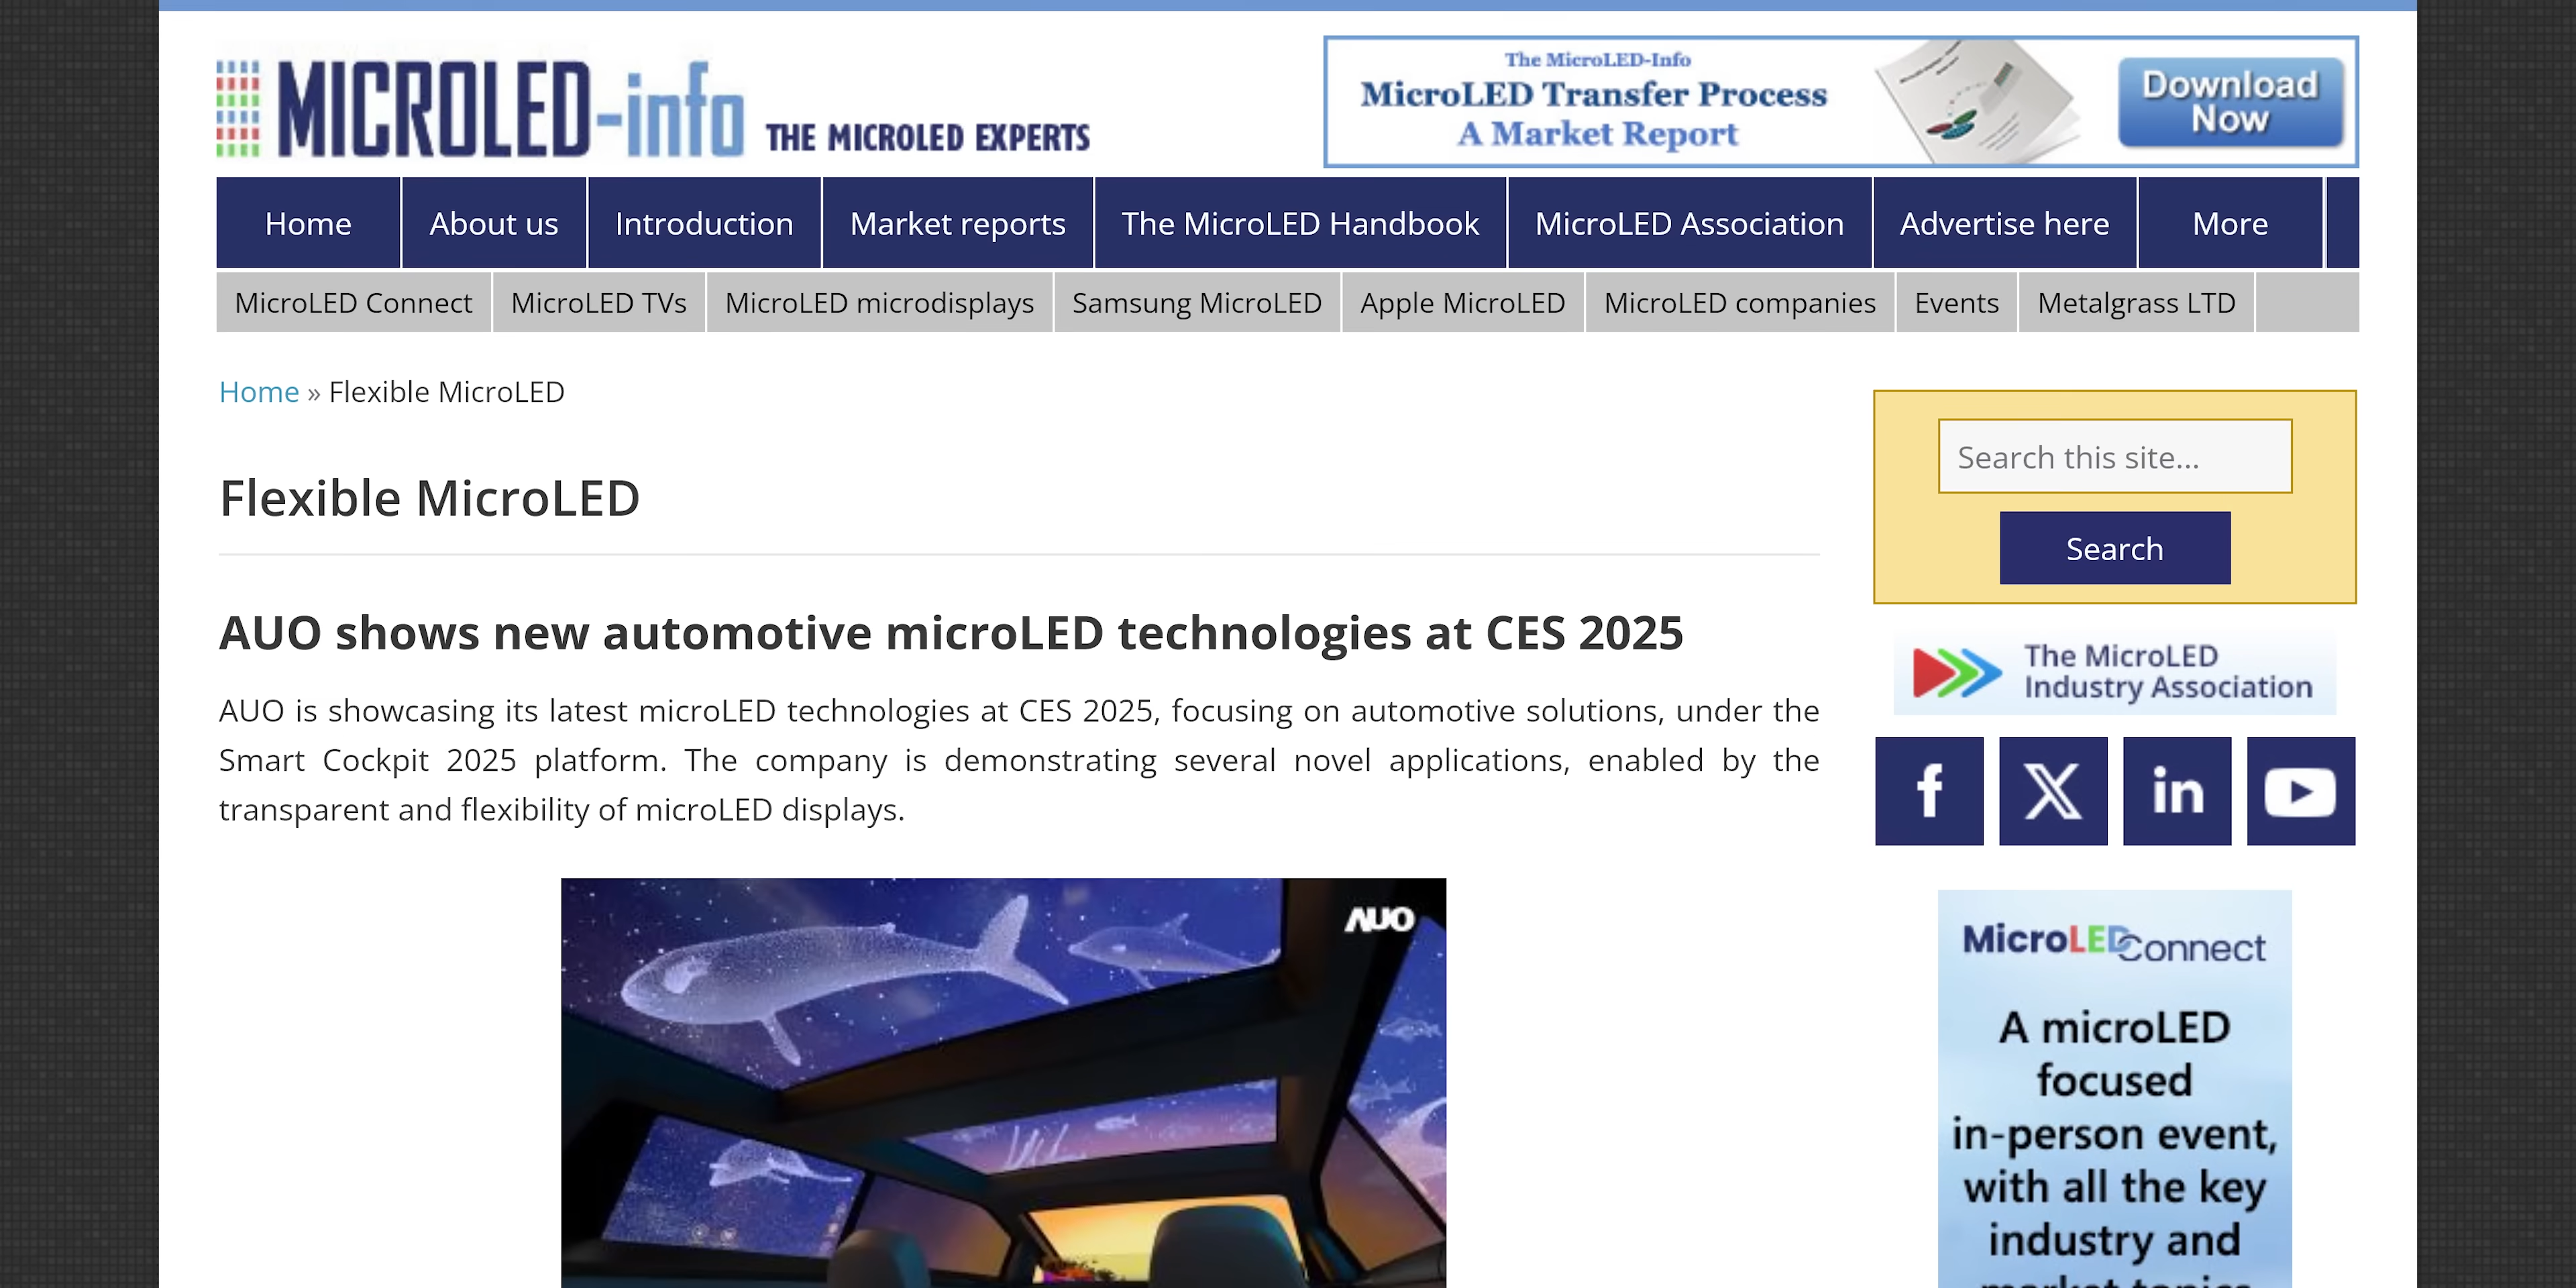 MICROLED-info THE MICROLED EXPERTS
The MicroLED-Info
MicroLED Transfer Process
A Market Report
Download
Now
Home About us Introduction Market reports The MicroLED Handbook MicroLED Association Advertise here More
MicroLED Connect MicroLED TVs MicroLED microdisplays Samsung MicroLED Apple MicroLED MicroLED companies Events Metalgrass LTD
Home » Flexible MicroLED
Flexible MicroLED
AUO shows new automotive microLED technologies at CES 2025
AUO is showcasing its latest microLED technologies at CES 2025, focusing on automotive solutions, under the
Smart Cockpit 2025 platform. The company is demonstrating several novel applications, enabled by the
transparent and flexibility of microLED displays.
AUO
Search this site...
Search
The MicroLED
Industry Association
f X in
MicroLED Connect
A microLED
focused
in-person event,
with all the key
industry and
market topics